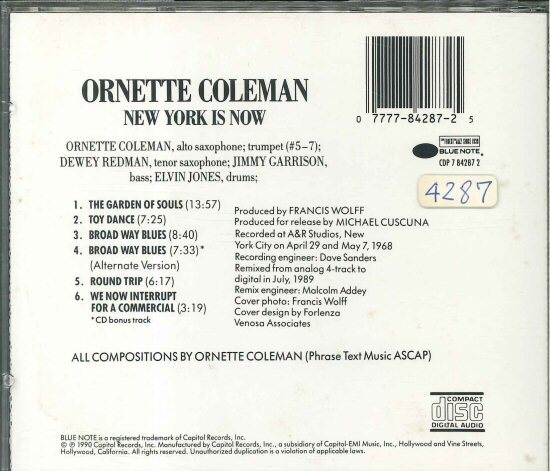 ORNETTE COLEMAN
NEW YORK IS NOW
0 7777-84287-2 5
ORNETTE COLEMAN, alto saxophone; trumpet (#5–7);
DEWEY REDMAN, tenor saxophone; JIMMY GARRISON,
bass; ELVIN JONES, drums;
THE FINEST IN JAZZ SINCE 1939
BLUE NOTE
CDP 7 84287 2
4287
1. THE GARDEN OF SOULS (13:57)
2. TOY DANCE (7:25)
3. BROAD WAY BLUES (8:40)
4. BROAD WAY BLUES (7:33)*
(Alternate Version)
5. ROUND TRIP (6:17)
6 WE NOW INTERRUPT
FOR A COMMERCIAL (3:19)
*CD bonus track
Produced by FRANCIS WOLFF
Produced for release by MICHAEL CUSCUNA
Recorded at A&R Studios, New
York City on April 29 and May 7, 1968
Recording engineer: Dave Sanders
Remixed from analog 4-track to
digital in July, 1989
Remix engineer: Malcolm Addey
Cover photo: Francis Wolff
Cover design by Forlenza
Venosa Associates
ALL COMPOSITIONS BY ORNETTE COLEMAN (Phrase Text Music ASCAP)
COMPACT
disc
DIGITAL AUDIO
BLUE NOTE is a registered trademark of Capitol Records, Inc.
© ℗ 1990 Capitol Records, Inc. Manufactured by Capitol Records, Inc., a subsidiary of Capitol-EMI Music, Inc., Hollywood and Vine Streets,
Hollywood, California. All rights reserved. Unauthorized duplication is a violation of applicable laws.